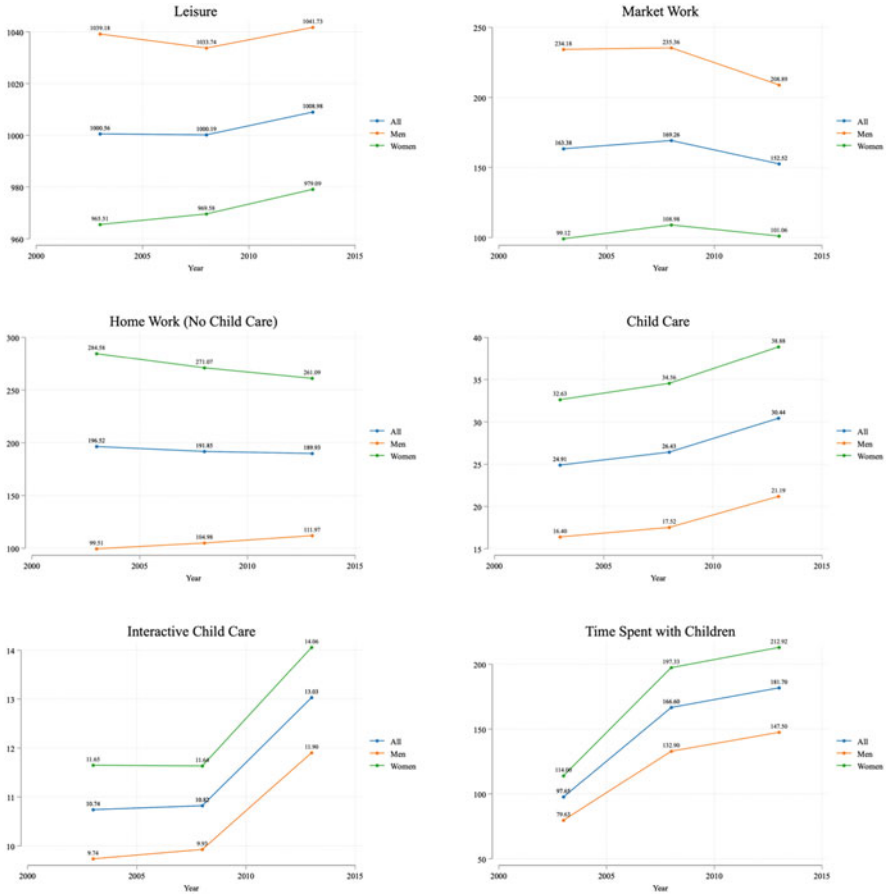 Leisure
1040
1020
1000
980
960
1039.18 1033.74 1041.73
1000.56 1000.19 1008.98
965.51 969.58 979.09
All
Men
Women
2000 2005 2010 2015
Year
Market Work
250
200
150
100
234.18 235.36 208.89
163.38 169.26 152.52
99.12 108.98 101.06
All
Men
Women
2000 2005 2010 2015
Year
Home Work (No Child Care)
300
250
200
150
100
284.58 271.07 261.09
196.52 191.85 189.93
99.51 104.98 111.97
All
Men
Women
2000 2005 2010 2015
Year
Child Care
40
35
30
25
20
15
32.63 34.56 38.88
24.91 26.43 30.44
16.40 17.52 21.19
All
Men
Women
2000 2005 2010 2015
Year
Interactive Child Care
14
13
12
11
10
11.65 11.64 14.06
10.74 10.82 13.03
9.74 9.93 11.90
All
Men
Women
2000 2005 2010 2015
Year
Time Spent with Children
200
150
100
50
114.00 197.33 212.92
166.60 181.70
79.63 132.90 147.50
All
Men
Women
2000 2005 2010 2015
Year